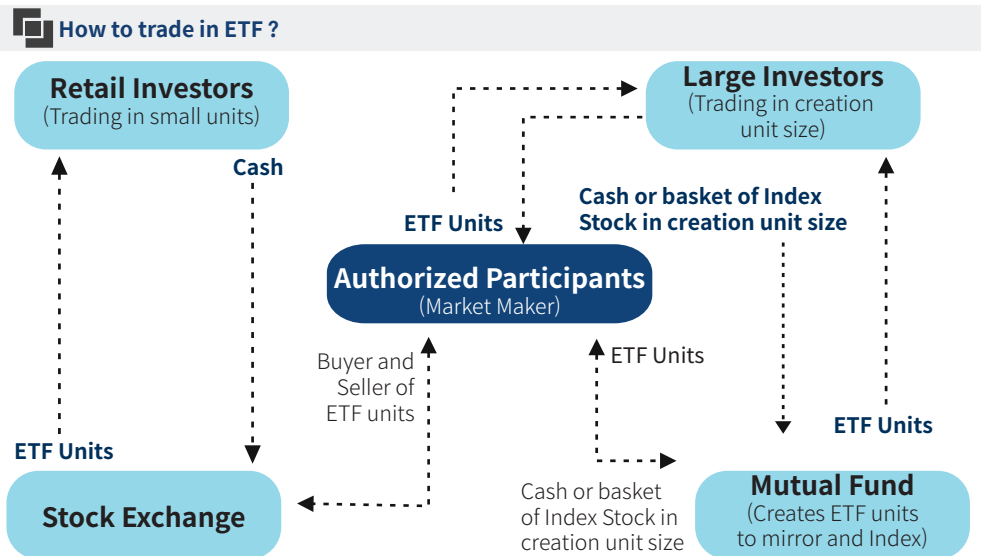 How to trade in ETF ?
Retail Investors
(Trading in small units)
Large Investors
(Trading in creation
unit size)
Cash
Cash or basket of Index
Stock in creation unit size
ETF Units
Authorized Participants
(Market Maker)
Buyer and
Seller of
ETF units
ETF Units
ETF Units
ETF Units
Stock Exchange
Cash or basket
of Index Stock in
creation unit size
Mutual Fund
(Creates ETF units
to mirror and Index)